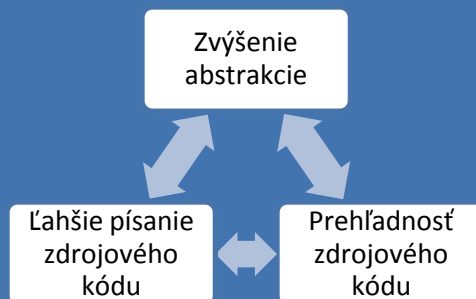 Zvýšenie
abstrakcie
Ľahšie písanie
zdrojového
kódu
Prehľadnosť
zdrojového
kódu